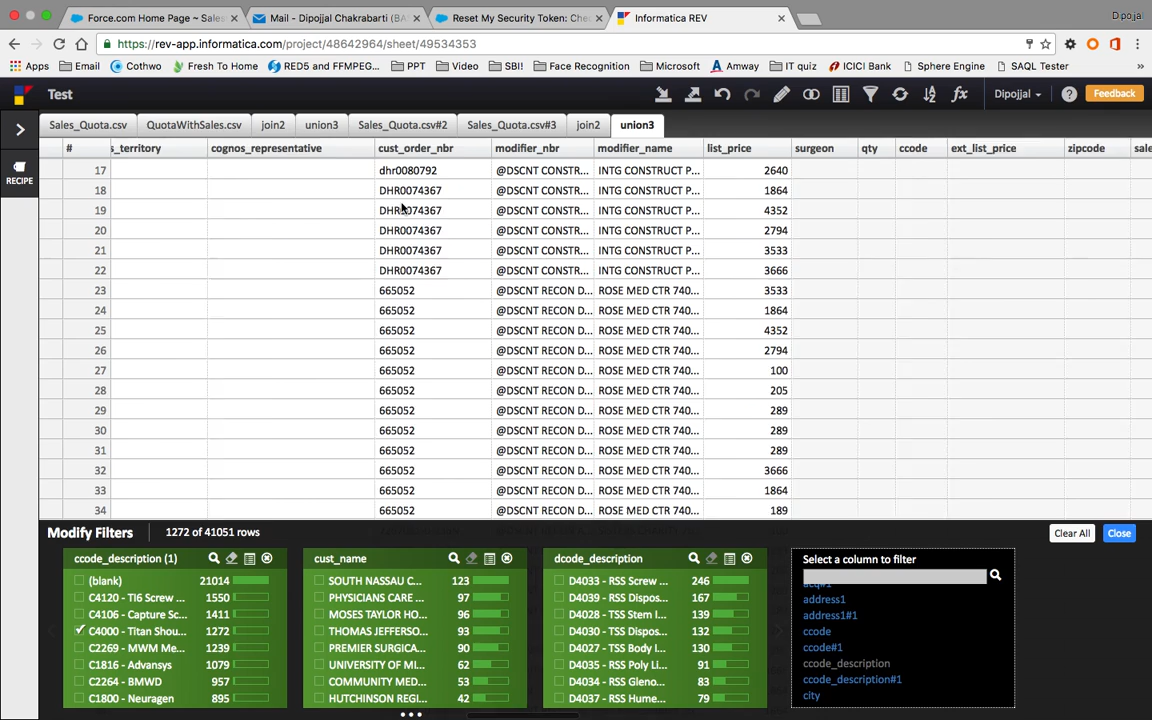 Force.com Home Page ~ Sales
Mail - Dipojjal Chakrabarti (BA
Reset My Security Token: Che
Informatica REV
Dipojjal
https://rev-app.informatica.com/project/48642964/sheet/49534353
Apps Email Cothwo Fresh To Home RED5 and FFMPEG... PPT Video SBI! Face Recognition Microsoft Amway IT quiz ICICI Bank Sphere Engine SAQL Tester »
Test
fx Dipojjal Feedback
Sales_Quota.csv QuotaWithSales.csv join2 union3 Sales_Quota.csv#2 Sales_Quota.csv#3 join2 union3
RECIPE
# s_territory cognos_representative cust_order_nbr modifier_nbr modifier_name list_price surgeon qty ccode ext_list_price zipcode sale
17 dhr0080792 @DSCNT CONSTR... INTG CONSTRUCT P... 2640
18 DHR0074367 @DSCNT CONSTR... INTG CONSTRUCT P... 1864
19 DHR0074367 @DSCNT CONSTR... INTG CONSTRUCT P... 4352
20 DHR0074367 @DSCNT CONSTR... INTG CONSTRUCT P... 2794
21 DHR0074367 @DSCNT CONSTR... INTG CONSTRUCT P... 3533
22 DHR0074367 @DSCNT CONSTR... INTG CONSTRUCT P... 3666
23 665052 @DSCNT RECON D... ROSE MED CTR 740... 3533
24 665052 @DSCNT RECON D... ROSE MED CTR 740... 1864
25 665052 @DSCNT RECON D... ROSE MED CTR 740... 4352
26 665052 @DSCNT RECON D... ROSE MED CTR 740... 2794
27 665052 @DSCNT RECON D... ROSE MED CTR 740... 100
28 665052 @DSCNT RECON D... ROSE MED CTR 740... 205
29 665052 @DSCNT RECON D... ROSE MED CTR 740... 289
30 665052 @DSCNT RECON D... ROSE MED CTR 740... 289
31 665052 @DSCNT RECON D... ROSE MED CTR 740... 289
32 665052 @DSCNT RECON D... ROSE MED CTR 740... 3666
33 665052 @DSCNT RECON D... ROSE MED CTR 740... 1864
34 665052 @DSCNT RECON D... ROSE MED CTR 740... 189
Modify Filters 1272 of 41051 rows Clear All Close
ccode_description (1)
(blank) 21014
C4120 - TI6 Screw ... 1550
C4106 - Capture Sc... 1411
C4000 - Titan Shou... 1272
C2269 - MWM Me... 1239
C1816 - Advansys 1079
C2264 - BMWD 957
C1800 - Neuragen 895
cust_name
SOUTH NASSAU C... 123
PHYSICIANS CARE ... 97
MOSES TAYLOR HO... 96
THOMAS JEFFERSO... 93
PREMIER SURGICA... 90
UNIVERSITY OF MI... 62
COMMUNITY MED... 53
HUTCHINSON REGI... 42
dcode_description
D4033 - RSS Screw ... 246
D4039 - RSS Dispos... 167
D4028 - TSS Stem I... 139
D4030 - TSS Dispos... 132
D4027 - TSS Body I... 130
D4035 - RSS Poly Li... 91
D4034 - RSS Gleno... 83
D4037 - RSS Hume... 79
Select a column to filter
acq#1
address1
address1#1
ccode
ccode#1
ccode_description
ccode_description#1
city